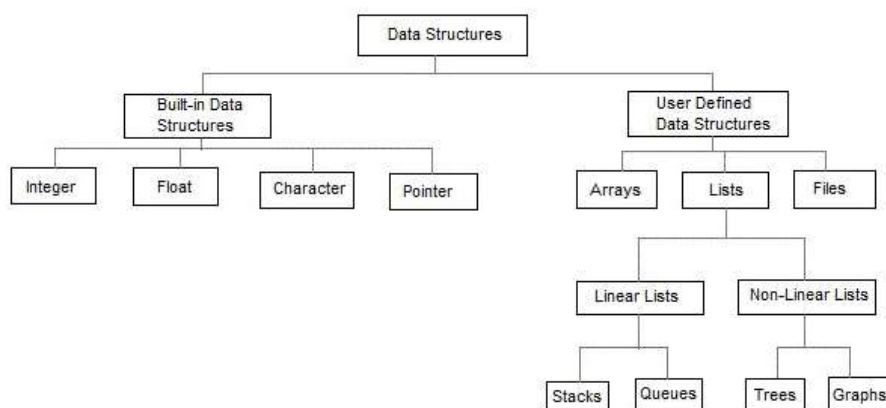 Data Structures
Built-in Data
Structures
User Defined
Data Structures
Integer
Float
Character
Pointer
Arrays
Lists
Files
Linear Lists
Non-Linear Lists
Stacks
Queues
Trees
Graphs